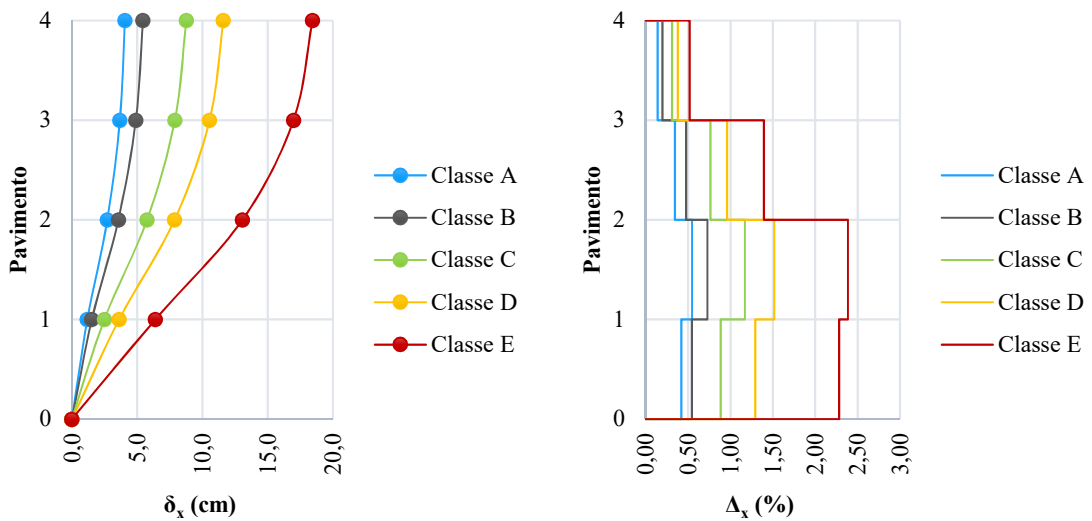 4
3
2
1
0
Pavimento
0,0
5,0
10,0
15,0
20,0
δx (cm)
Classe A
Classe B
Classe C
Classe D
Classe E
4
3
2
1
0
Pavimento
0,00
0,50
1,00
1,50
2,00
2,50
3,00
Δx (%)
Classe A
Classe B
Classe C
Classe D
Classe E